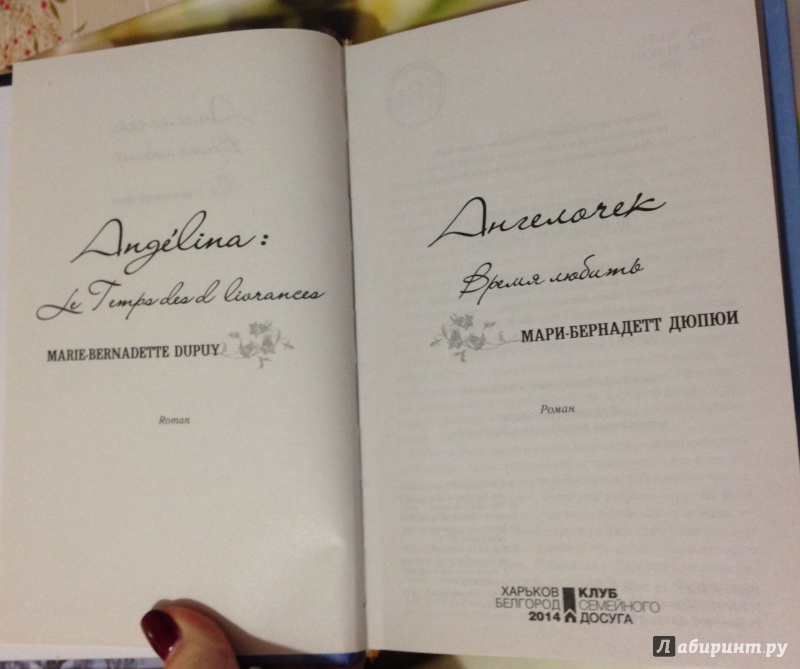 Angélina:
Le Temps des d livrances
MARIE-BERNADETTE DUPUY
Roman
Ангелочек
Время любить
МАРИ-БЕРНАДЕТТ ДЮПЮИ
Роман
ХАРЬКОВ КЛУБ
БЕЛГОРОД СЕМЕЙНОГО
2014 ДОСУГА
Лабиринт.ру